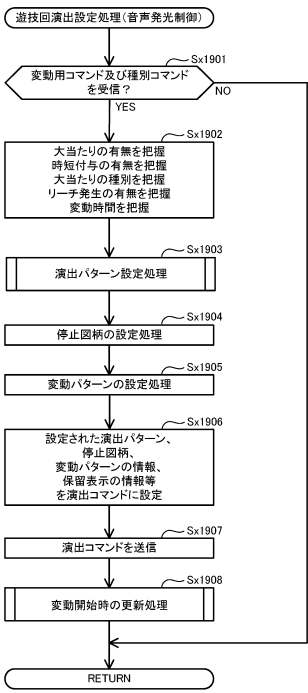 遊技回演出設定処理(音声発光制御)
Sx1901
変動用コマンド及び種別コマンド
を受信？
NO
YES
Sx1902
大当たりの有無を把握
時短付与の有無を把握
大当たりの種別を把握
リーチ発生の有無を把握
変動時間を把握
Sx1903
演出パターン設定処理
Sx1904
停止図柄の設定処理
Sx1905
変動パターンの設定処理
Sx1906
設定された演出パターン、
停止図柄、
変動パターンの情報、
保留表示の情報等
を演出コマンドに設定
Sx1907
演出コマンドを送信
Sx1908
変動開始時の更新処理
RETURN